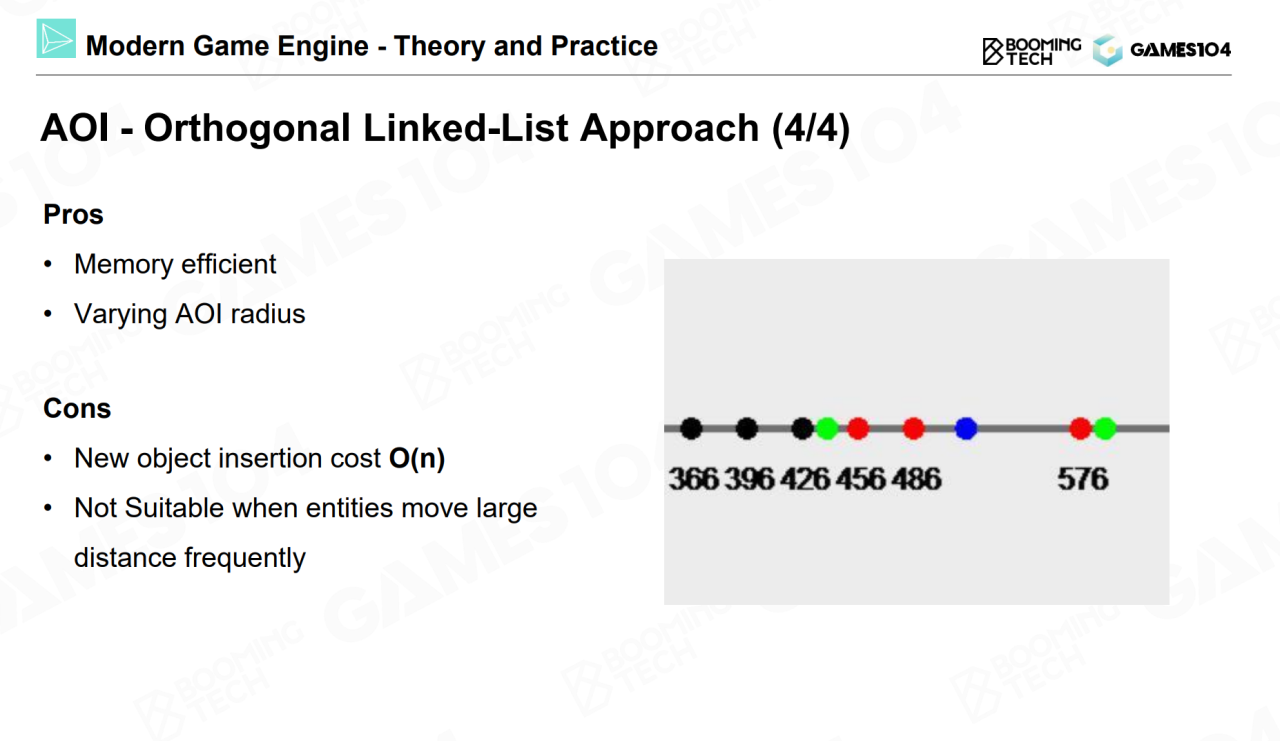 Modern Game Engine - Theory and Practice
BOOMING
TECH
GAMES104
AOI - Orthogonal Linked-List Approach (4/4)
Pros
• Memory efficient
• Varying AOI radius
Cons
• New object insertion cost O(n)
• Not Suitable when entities move large
distance frequently
366 396 426 456 486 576